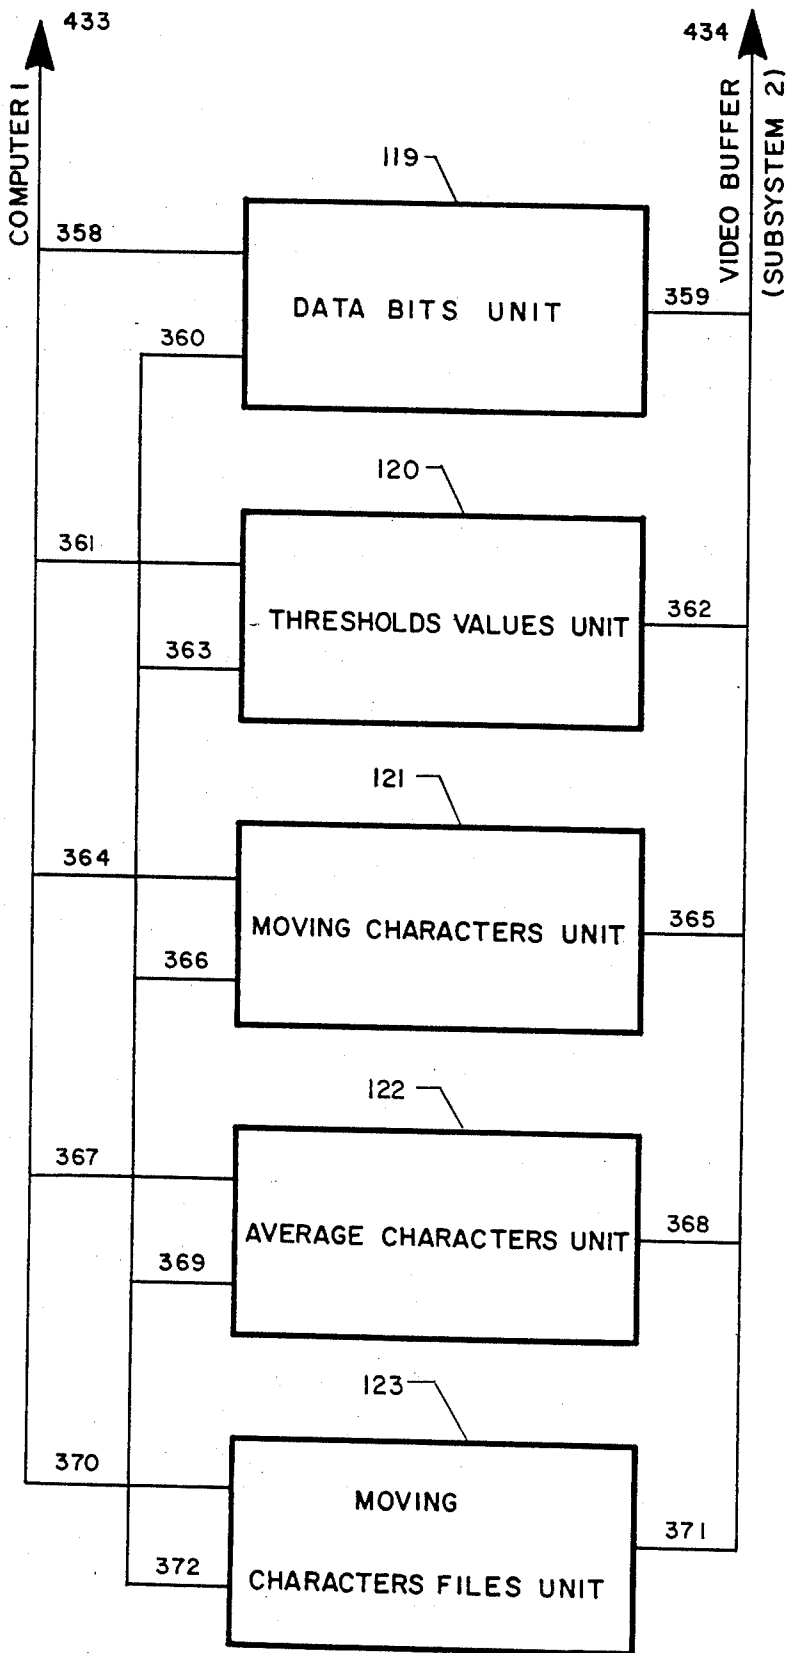 433
434
COMPUTER I
VIDEO BUFFER
(SUBSYSTEM 2)
119
358
DATA BITS UNIT
359
360
120
361
THRESHOLDS VALUES UNIT
362
363
121
364
MOVING CHARACTERS UNIT
365
366
122
367
AVERAGE CHARACTERS UNIT
368
369
123
370
MOVING
371
372
CHARACTERS FILES UNIT